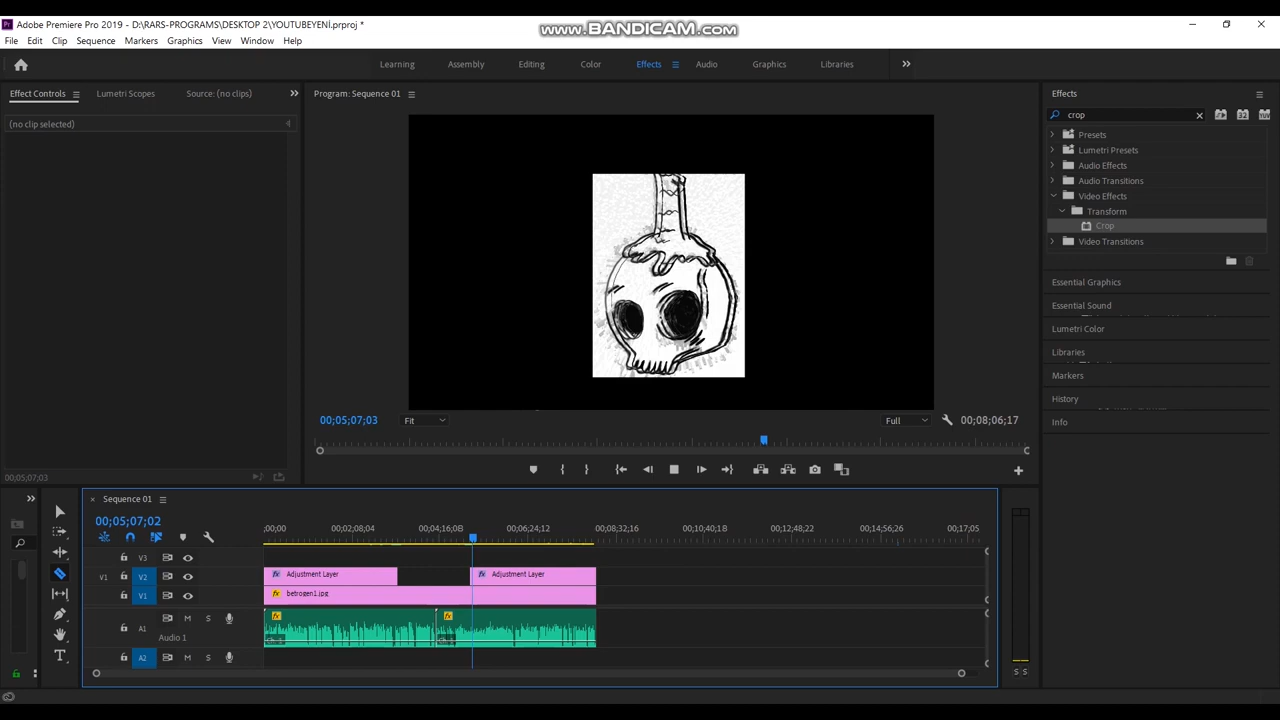 Adobe Premiere Pro 2019 - D:\RARS-PROGRAMS\DESKTOP 2\YOUTUBEYENİ.prproj *
www.BANDICAM.com
File Edit Clip Sequence Markers Graphics View Window Help
Learning Assembly Editing Color Effects Audio Graphics Libraries
Effect Controls Lumetri Scopes Source: (no clips)
(no clip selected)
00;05;07;03
Program: Sequence 01
00;05;07;03 Fit Full 00;08;06;17
Effects
crop
Presets
Lumetri Presets
Audio Effects
Audio Transitions
Video Effects
Transform
Crop
Video Transitions
Essential Graphics
Essential Sound
Lumetri Color
Libraries
Markers
History
Info
Sequence 01
00;05;07;02
;00;00 00;02;08;04 00;04;16;08 00;06;24;12 00;08;32;16 00;10;40;18 00;12;48;22 00;14;56;26 00;17;05
V3
V1 V2 Adjustment Layer Adjustment Layer
V1 fx betrogen1.jpg
A1 M S fx fx
Audio 1
A2 M S
S S